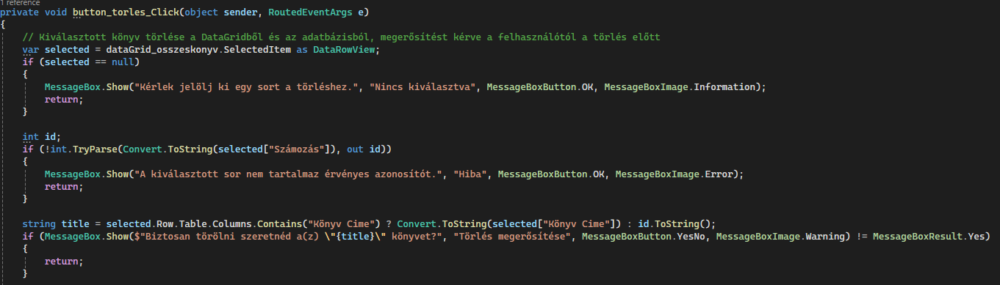 1 reference
private void button_torles_Click(object sender, RoutedEventArgs e)
{
// Kiválasztott könyv törlése a DataGridből és az adatbázisból, megerősítést kérve a felhasználótól a törlés előtt
var selected = dataGrid_osszeskonyv.SelectedItem as DataRowView;
if (selected == null)
{
MessageBox.Show("Kérlek jelölj ki egy sort a törléshez.", "Nincs kiválasztva", MessageBoxButton.OK, MessageBoxImage.Information);
return;
}
int id;
if (!int.TryParse(Convert.ToString(selected["Számozás"]), out id))
{
MessageBox.Show("A kiválasztott sor nem tartalmaz érvényes azonosítót.", "Hiba", MessageBoxButton.OK, MessageBoxImage.Error);
return;
}
string title = selected.Row.Table.Columns.Contains("Könyv Cime") ? Convert.ToString(selected["Könyv Cime"]) : id.ToString();
if (MessageBox.Show($"Biztosan törölni szeretnéd a(z) \"{title}\" könyvet?", "Törlés megerősítése", MessageBoxButton.YesNo, MessageBoxImage.Warning) != MessageBoxResult.Yes)
{
return;
}